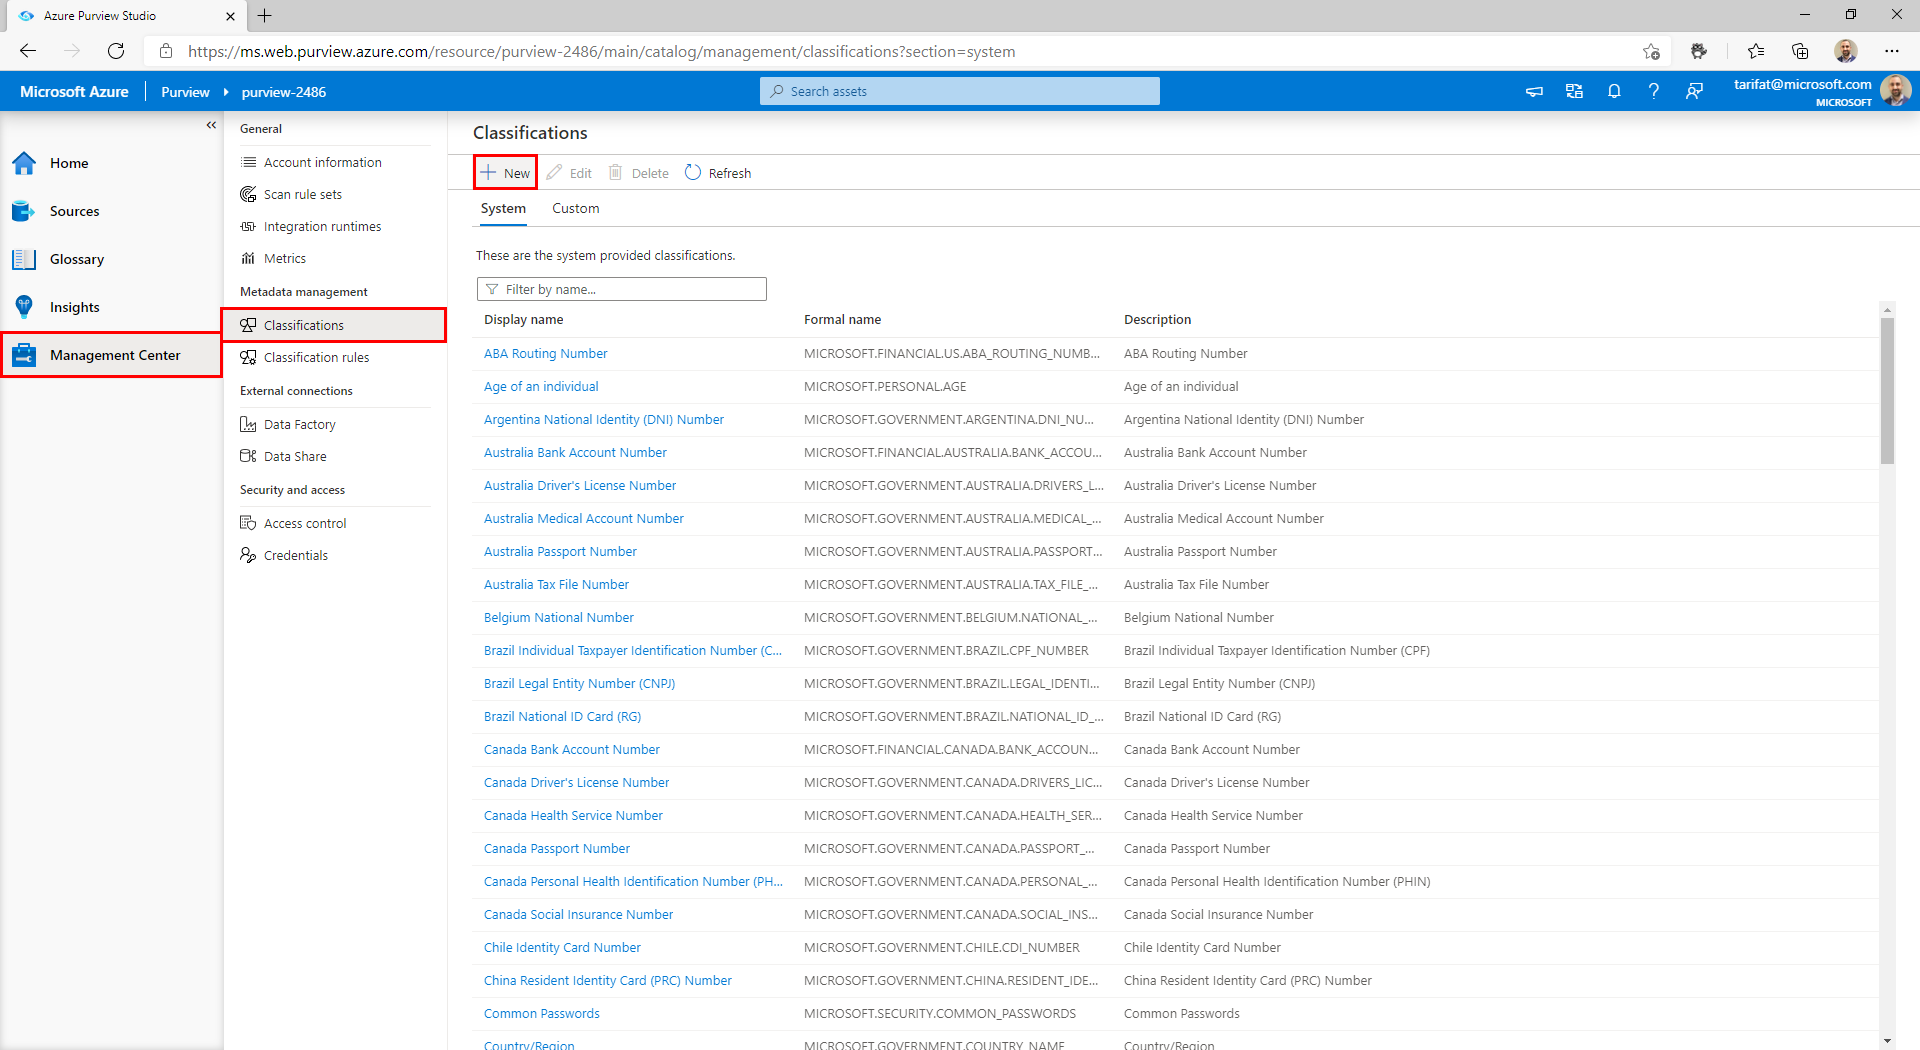 Azure Purview Studio
https://ms.web.purview.azure.com/resource/purview-2486/main/catalog/management/classifications?section=system
Microsoft Azure
Purview
purview-2486
Search assets
tarifat@microsoft.com
MICROSOFT
Home
Sources
Glossary
Insights
Management Center
General
Account information
Scan rule sets
Integration runtimes
Metrics
Metadata management
Classifications
Classification rules
External connections
Data Factory
Data Share
Security and access
Access control
Credentials
Classifications
New Edit Delete Refresh
System Custom
These are the system provided classifications.
Filter by name...
Display name Formal name Description
ABA Routing Number MICROSOFT.FINANCIAL.US.ABA_ROUTING_NUMB... ABA Routing Number
Age of an individual MICROSOFT.PERSONAL.AGE Age of an individual
Argentina National Identity (DNI) Number MICROSOFT.GOVERNMENT.ARGENTINA.DNI_NU... Argentina National Identity (DNI) Number
Australia Bank Account Number MICROSOFT.FINANCIAL.AUSTRALIA.BANK_ACCOU... Australia Bank Account Number
Australia Driver's License Number MICROSOFT.GOVERNMENT.AUSTRALIA.DRIVERS_L... Australia Driver's License Number
Australia Medical Account Number MICROSOFT.GOVERNMENT.AUSTRALIA.MEDICAL_... Australia Medical Account Number
Australia Passport Number MICROSOFT.GOVERNMENT.AUSTRALIA.PASSPORT... Australia Passport Number
Australia Tax File Number MICROSOFT.GOVERNMENT.AUSTRALIA.TAX_FILE_... Australia Tax File Number
Belgium National Number MICROSOFT.GOVERNMENT.BELGIUM.NATIONAL_... Belgium National Number
Brazil Individual Taxpayer Identification Number (C... MICROSOFT.GOVERNMENT.BRAZIL.CPF_NUMBER Brazil Individual Taxpayer Identification Number (CPF)
Brazil Legal Entity Number (CNPJ) MICROSOFT.GOVERNMENT.BRAZIL.LEGAL_IDENTI... Brazil Legal Entity Number (CNPJ)
Brazil National ID Card (RG) MICROSOFT.GOVERNMENT.BRAZIL.NATIONAL_ID_... Brazil National ID Card (RG)
Canada Bank Account Number MICROSOFT.FINANCIAL.CANADA.BANK_ACCOUN... Canada Bank Account Number
Canada Driver's License Number MICROSOFT.GOVERNMENT.CANADA.DRIVERS_LIC... Canada Driver's License Number
Canada Health Service Number MICROSOFT.GOVERNMENT.CANADA.HEALTH_SER... Canada Health Service Number
Canada Passport Number MICROSOFT.GOVERNMENT.CANADA.PASSPORT_... Canada Passport Number
Canada Personal Health Identification Number (PH... MICROSOFT.GOVERNMENT.CANADA.PERSONAL_... Canada Personal Health Identification Number (PHIN)
Canada Social Insurance Number MICROSOFT.GOVERNMENT.CANADA.SOCIAL_INS... Canada Social Insurance Number
Chile Identity Card Number MICROSOFT.GOVERNMENT.CHILE.CDI_NUMBER Chile Identity Card Number
China Resident Identity Card (PRC) Number MICROSOFT.GOVERNMENT.CHINA.RESIDENT_IDE... China Resident Identity Card (PRC) Number
Common Passwords MICROSOFT.SECURITY.COMMON_PASSWORDS Common Passwords
Country/Region MICROSOFT.GOVERNMENT.COUNTRY_NAME Country/Region